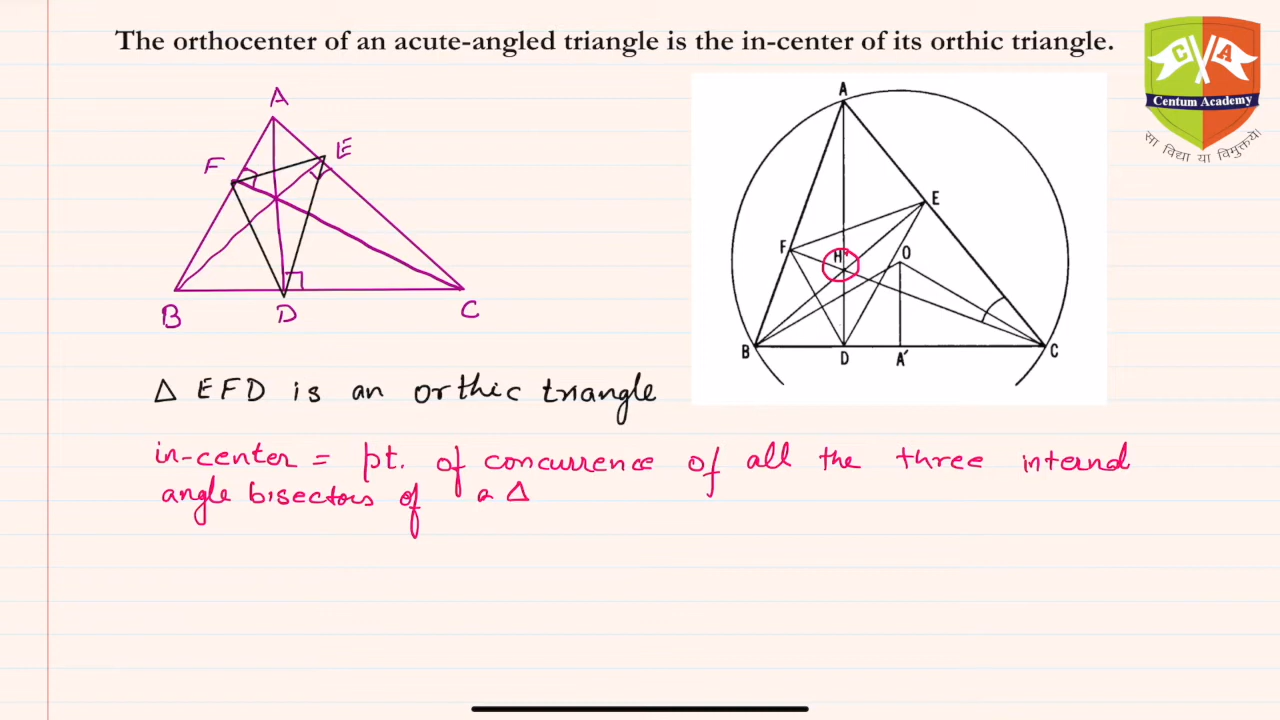 The orthocenter of an acute-angled triangle is the in-center of its orthic triangle.
C A
Centum Academy
सा विद्या या विमुक्तये।
A
F
E
B
D
C
A
E
F
H
O
B
D
A'
C
Δ EFD is an orthic triangle
in-center = pt. of concurrence of all the three internal
angle bisectors of a Δ